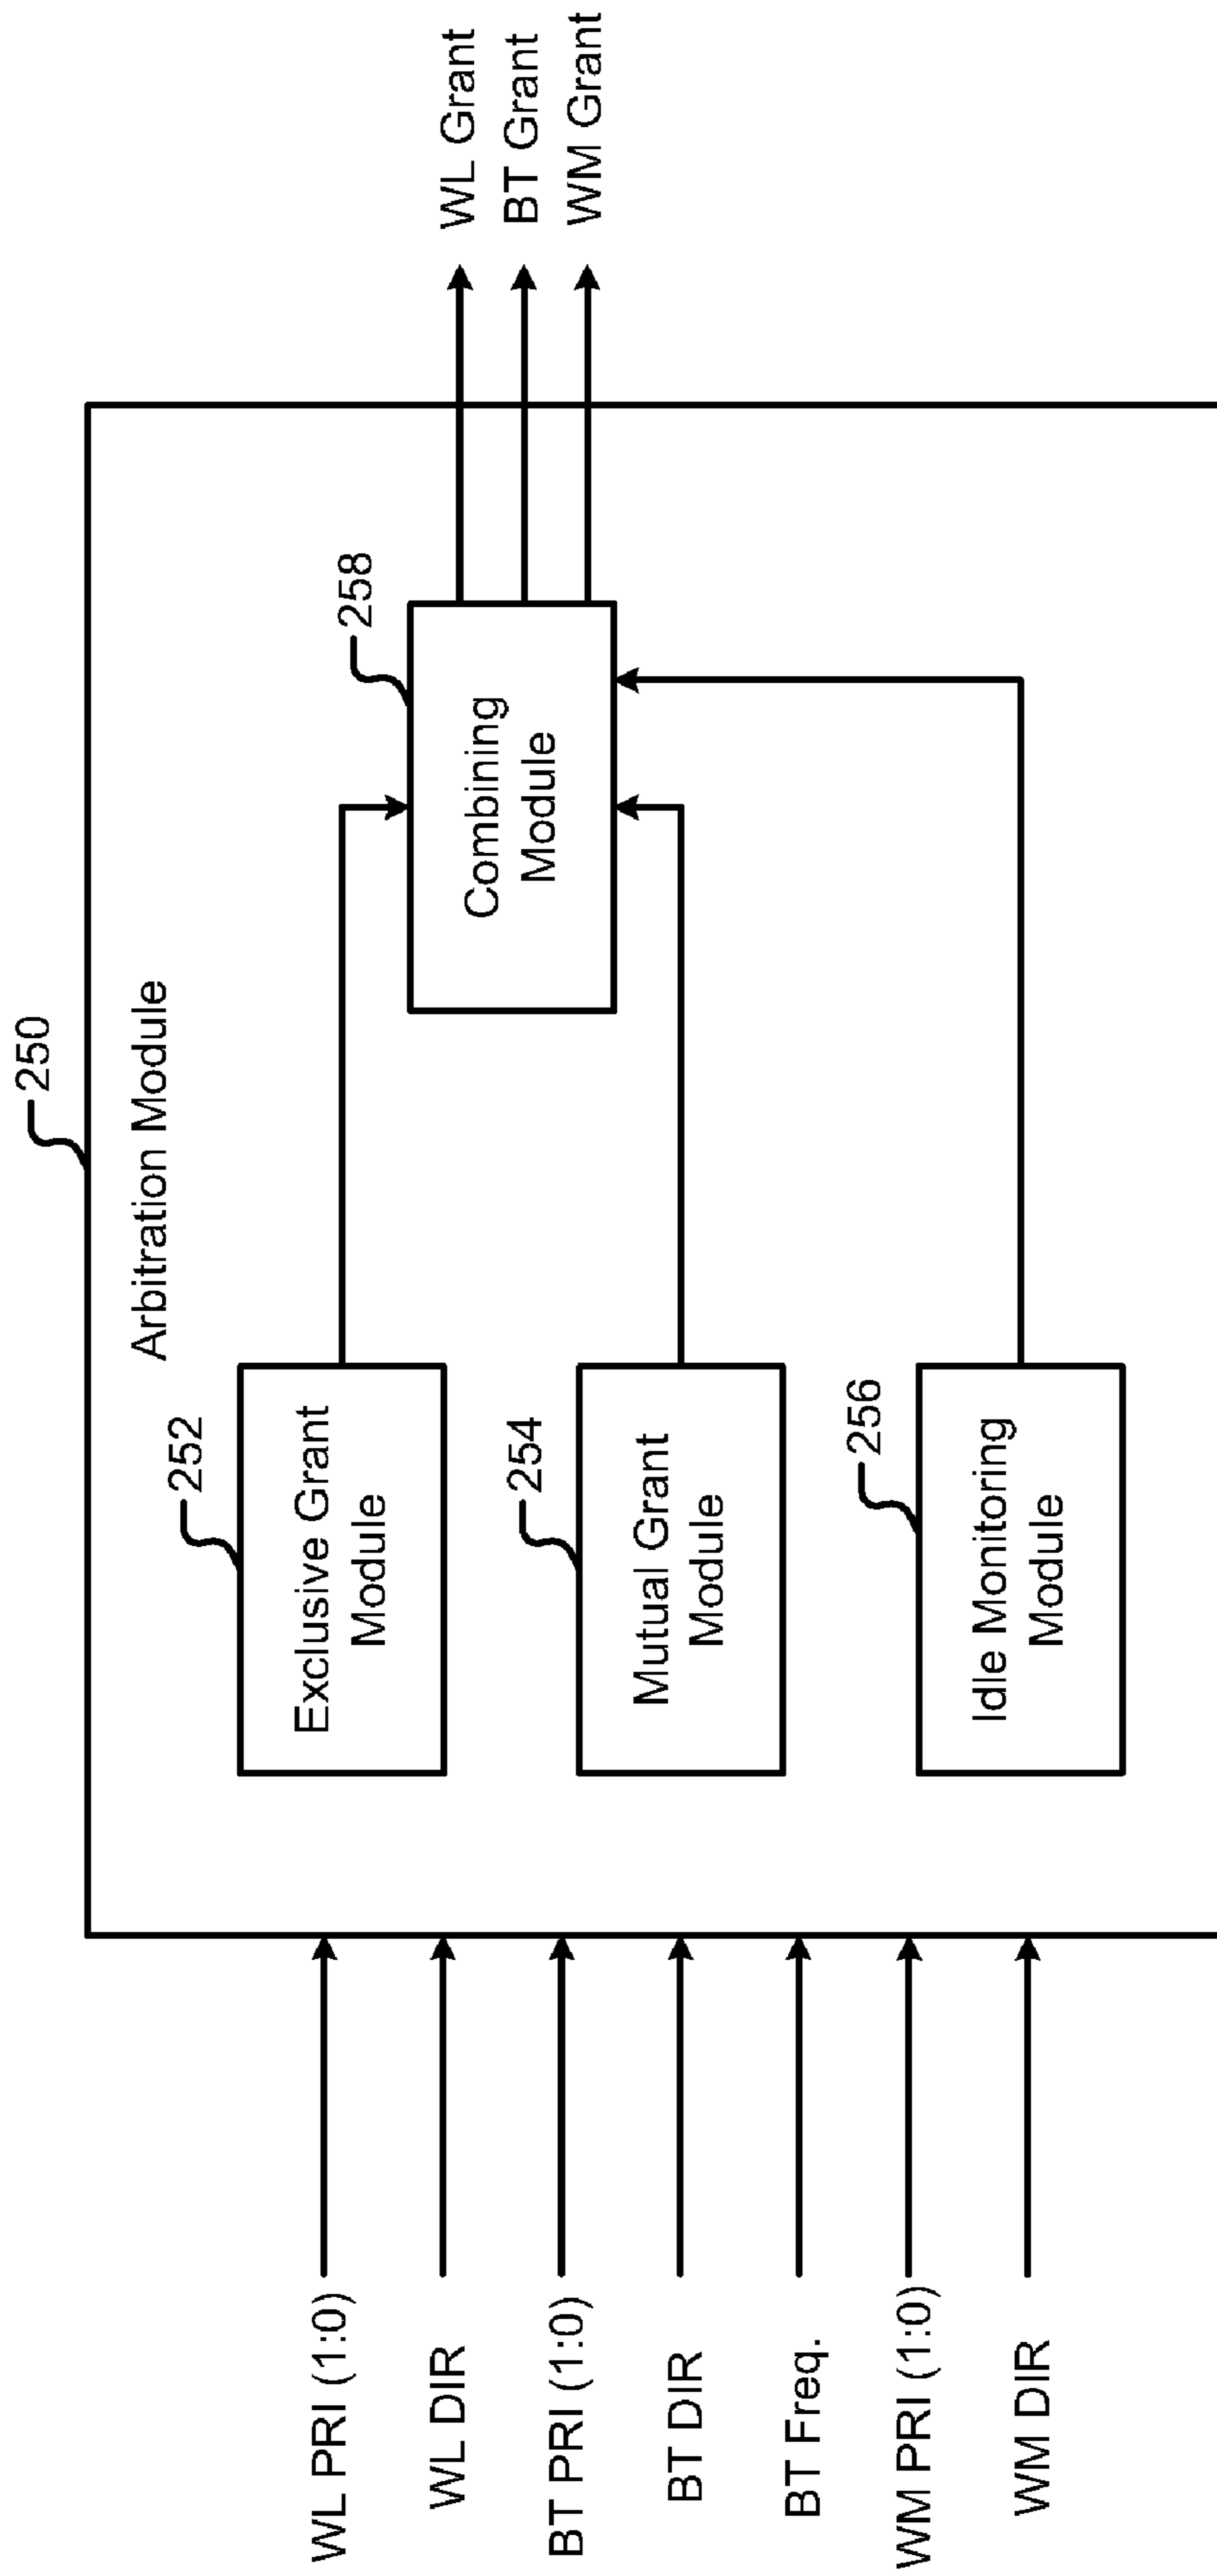 250
Arbitration Module
WL PRI (1:0)
WL DIR
BT PRI (1:0)
BT DIR
BT Freq.
WM PRI (1:0)
WM DIR
252
Exclusive Grant
Module
254
Mutual Grant
Module
256
Idle Monitoring
Module
258
Combining
Module
WL Grant
BT Grant
WM Grant